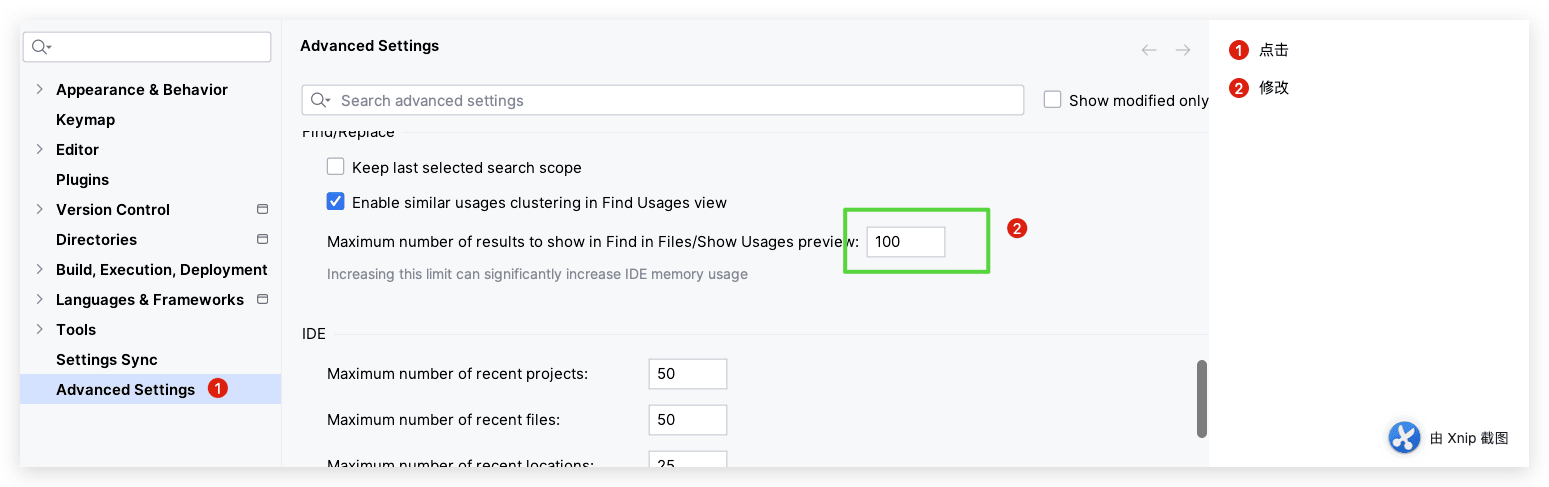 Appearance & Behavior
Keymap
Editor
Plugins
Version Control
Directories
Build, Execution, Deployment
Languages & Frameworks
Tools
Settings Sync
Advanced Settings 1
Advanced Settings
Search advanced settings
Show modified only
Find/Replace
Keep last selected search scope
Enable similar usages clustering in Find Usages view
Maximum number of results to show in Find in Files/Show Usages preview: 100 2
Increasing this limit can significantly increase IDE memory usage
IDE
Maximum number of recent projects: 50
Maximum number of recent files: 50
Maximum number of recent locations: 25
1 点击
2 修改
由 Xnip 截图